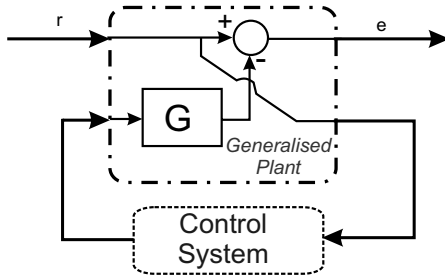 r
e
+
-
G
Generalised
Plant
Control
System